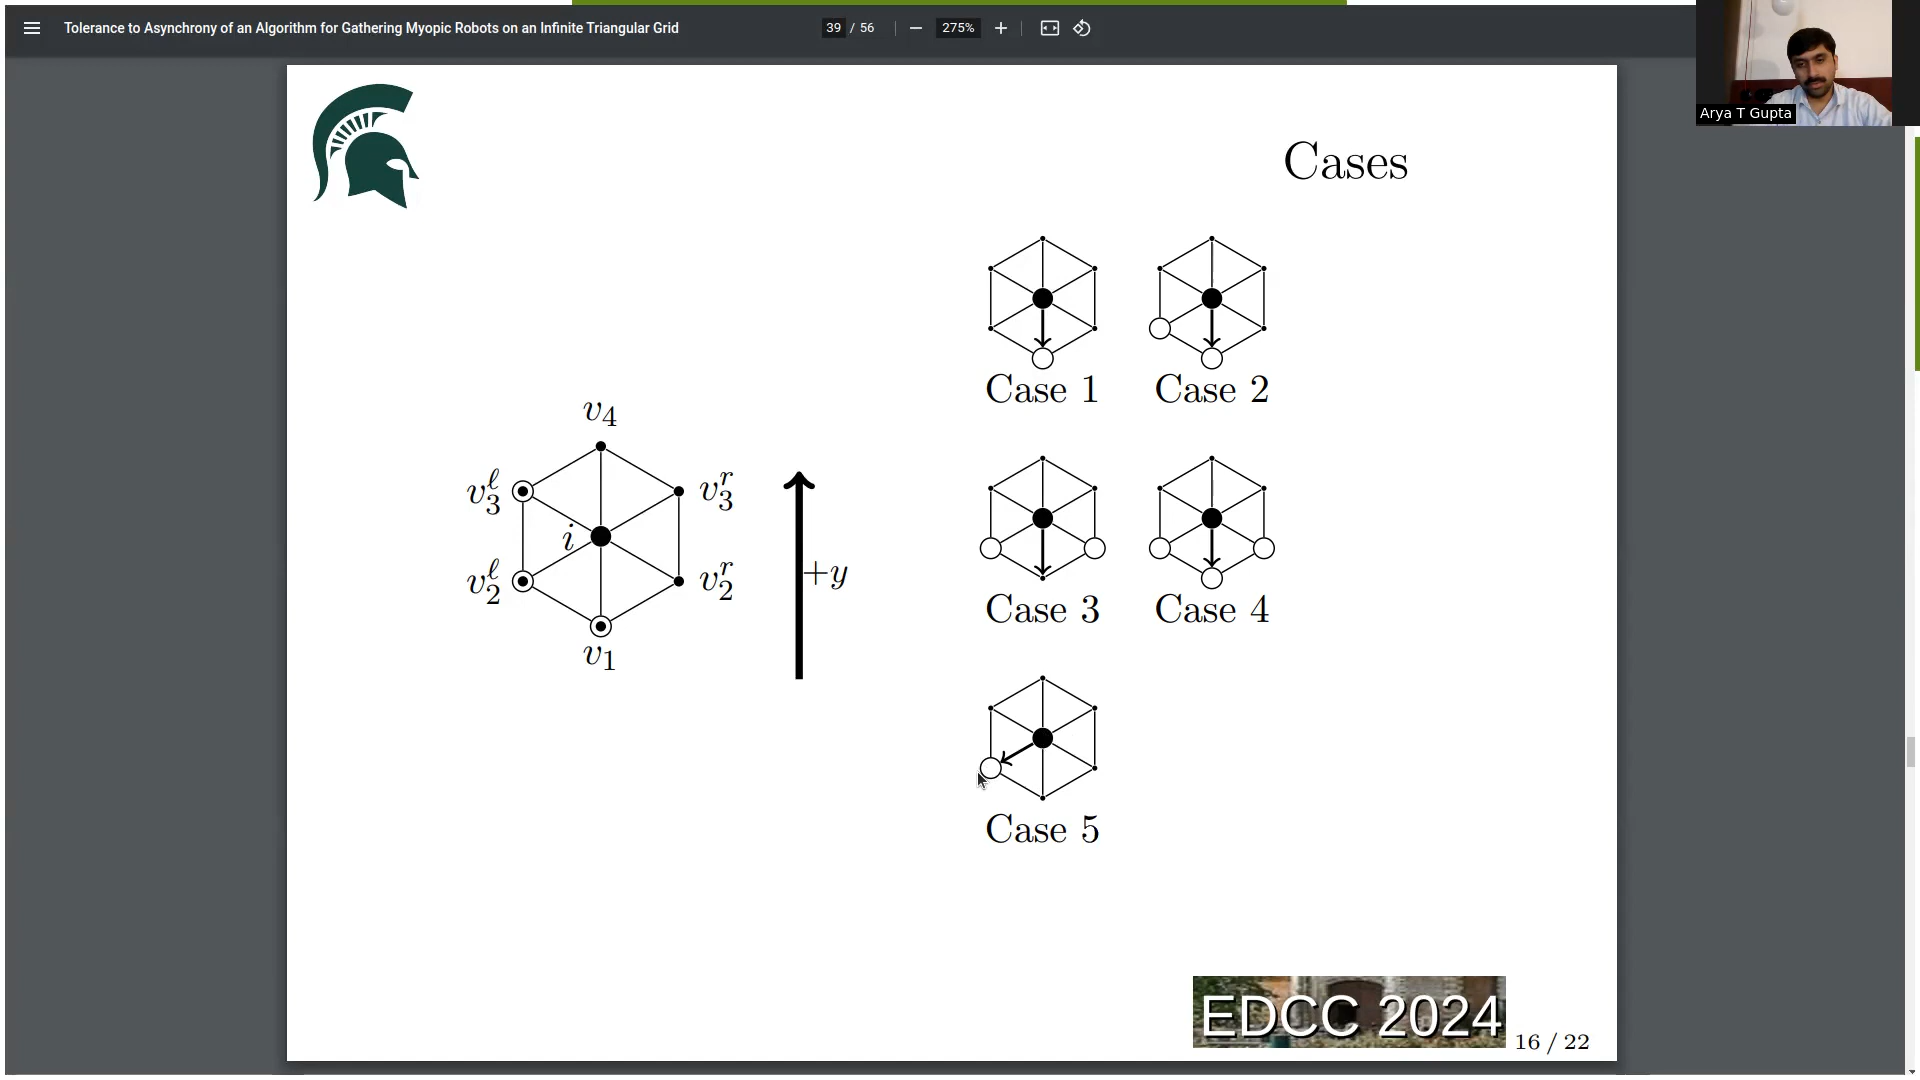 Tolerance to Asynchrony of an Algorithm for Gathering Myopic Robots on an Infinite Triangular Grid
39 / 56
275%
Arya T Gupta
Cases
Case 1
Case 2
v₄
v₃ˡ
v₃ʳ
i
v₂ˡ
v₂ʳ
+y
v₁
Case 3
Case 4
Case 5
EDCC 2024
16 / 22